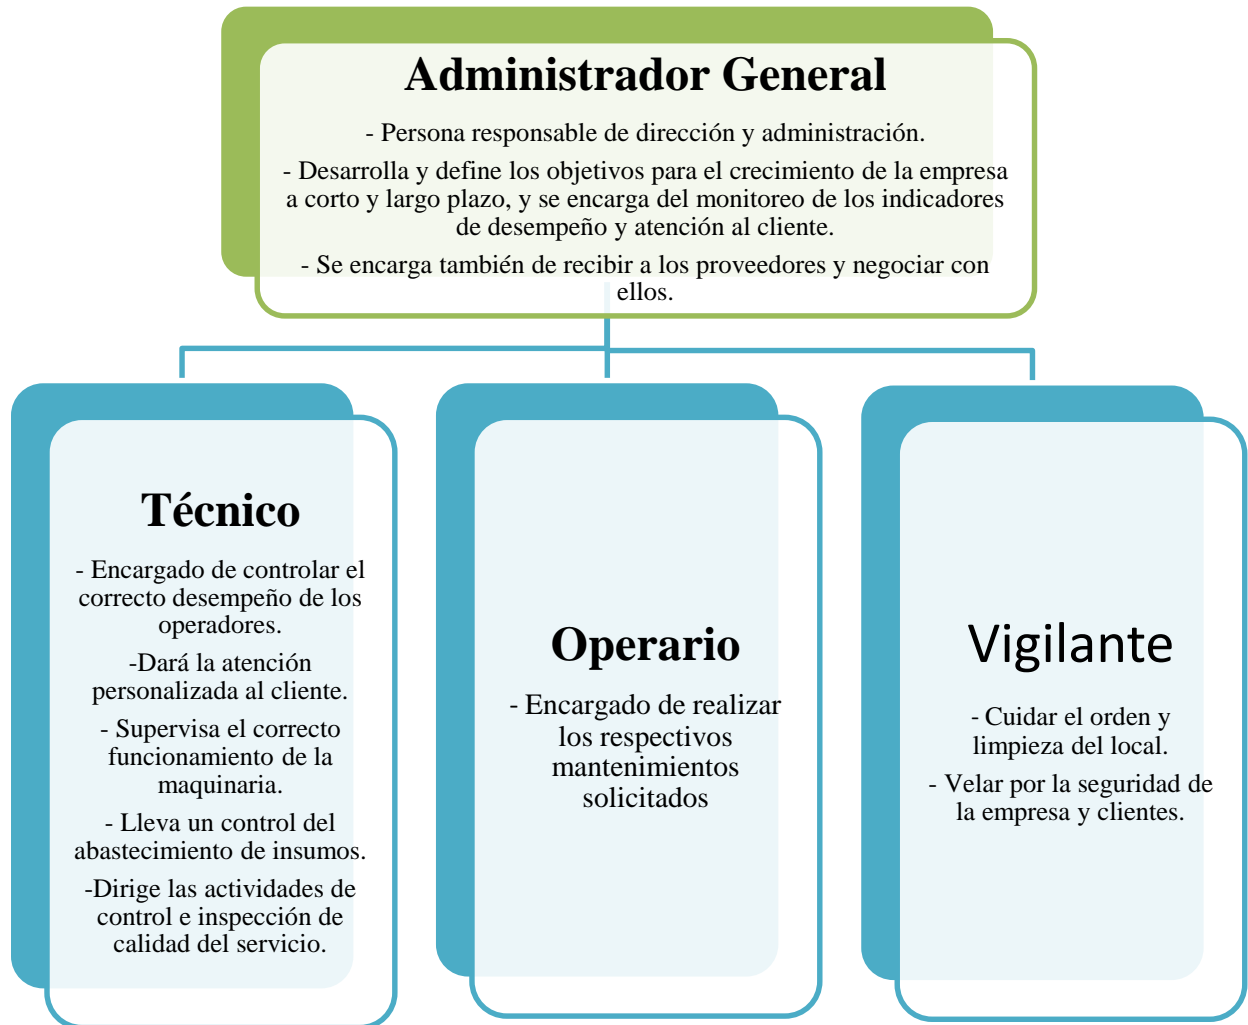 Administrador General
- Persona responsable de dirección y administración.
- Desarrolla y define los objetivos para el crecimiento de la empresa
a corto y largo plazo, y se encarga del monitoreo de los indicadores
de desempeño y atención al cliente.
- Se encarga también de recibir a los proveedores y negociar con
ellos.
Técnico
- Encargado de controlar el
correcto desempeño de los
operadores.
-Dará la atención
personalizada al cliente.
- Supervisa el correcto
funcionamiento de la
maquinaria.
- Lleva un control del
abastecimiento de insumos.
-Dirige las actividades de
control e inspección de
calidad del servicio.
Operario
- Encargado de realizar
los respectivos
mantenimientos
solicitados
Vigilante
- Cuidar el orden y
limpieza del local.
- Velar por la seguridad de
la empresa y clientes.